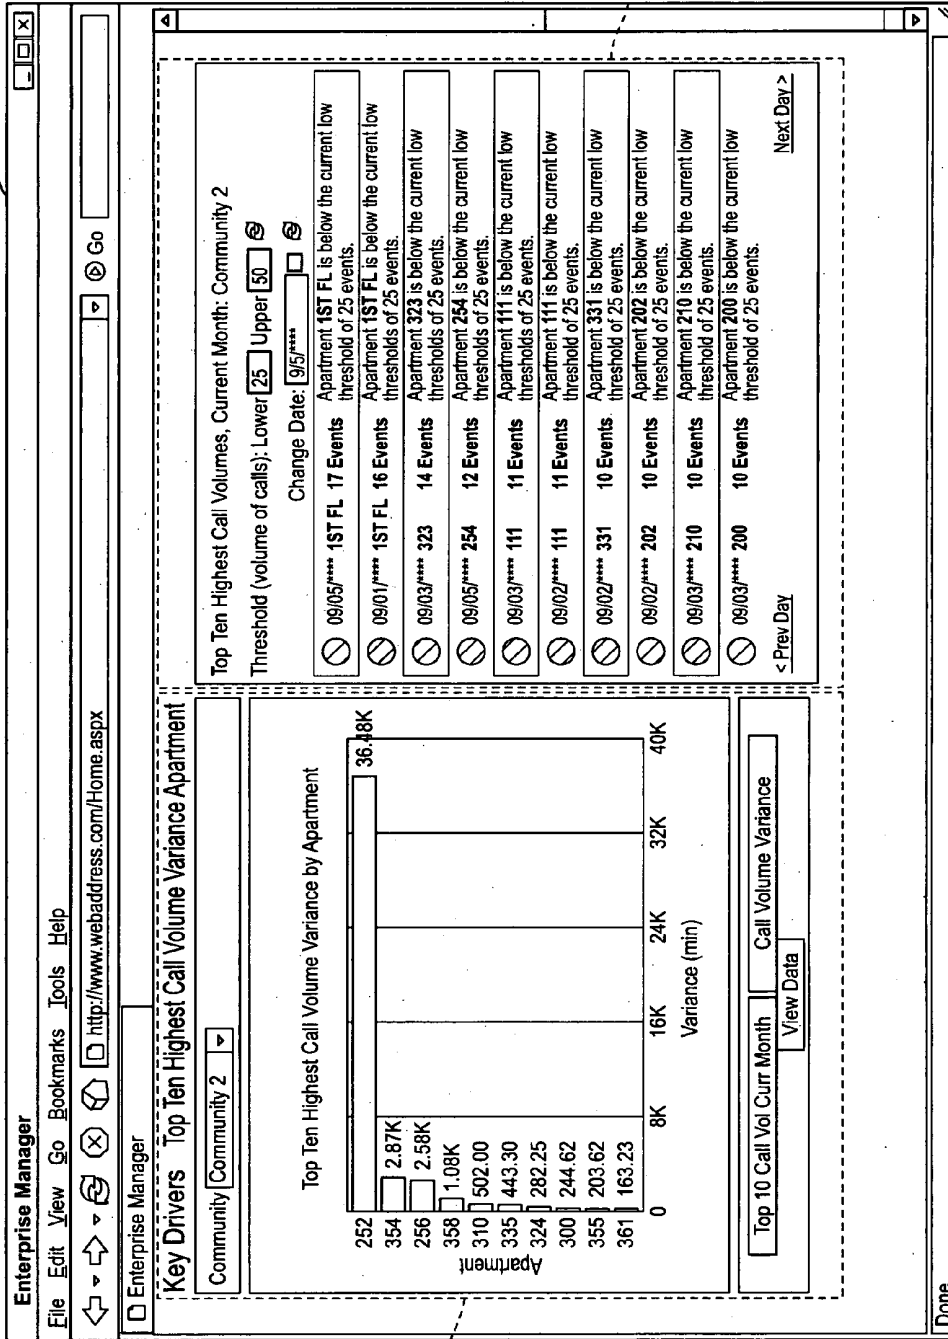 Enterprise Manager
File Edit View Go Bookmarks Tools Help
http://www.webaddress.com/Home.aspx
Go
Enterprise Manager
Key Drivers Top Ten Highest Call Volume Variance Apartment
Community Community 2
Top Ten Highest Call Volume Variance by Apartment
Apartment
252 36.48K
354 2.87K
256 2.58K
358 1.08K
310 502.00
335 443.30
324 282.25
300 244.62
355 203.62
361 163.23
0 8K 16K 24K 32K 40K
Variance (min)
Top 10 Call Vol Curr Month Call Volume Variance
View Data
Top Ten Highest Call Volumes, Current Month: Community 2
Threshold (volume of calls): Lower 25 Upper 50
Change Date: 9/5/****
09/05/**** 1ST FL 17 Events Apartment 1ST FL is below the current low
thresholds of 25 events.
09/01/**** 1ST FL 16 Events Apartment 1ST FL is below the current low
thresholds of 25 events.
09/03/**** 323 14 Events Apartment 323 is below the current low
thresholds of 25 events.
09/05/**** 254 12 Events Apartment 254 is below the current low
thresholds of 25 events.
09/03/**** 111 11 Events Apartment 111 is below the current low
threshold of 25 events.
09/02/**** 111 11 Events Apartment 111 is below the current low
threshold of 25 events.
09/02/**** 331 10 Events Apartment 331 is below the current low
threshold of 25 events.
09/02/**** 202 10 Events Apartment 202 is below the current low
threshold of 25 events.
09/03/**** 210 10 Events Apartment 210 is below the current low
threshold of 25 events.
09/03/**** 200 10 Events Apartment 200 is below the current low
threshold of 25 events.
< Prev Day Next Day >
Done